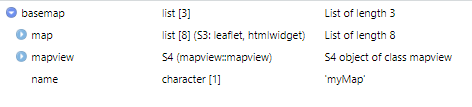 basemap list [3] List of length 3
map list [8] (S3: leaflet, htmlwidget) List of length 8
mapview S4 (mapview::mapview) S4 object of class mapview
name character [1] 'myMap'